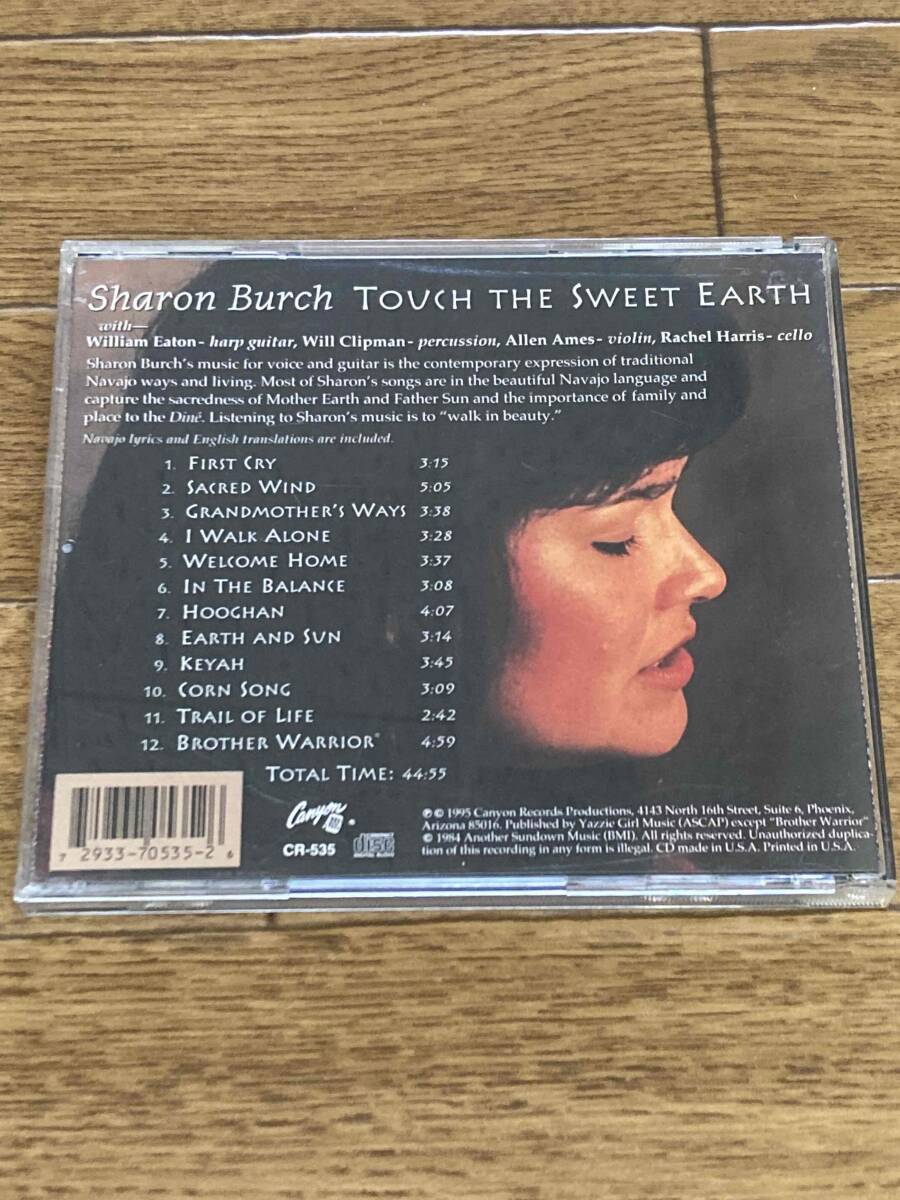 Sharon Burch TOUCH THE SWEET EARTH
with—
William Eaton - harp guitar, Will Clipman - percussion, Allen Ames - violin, Rachel Harris - cello
Sharon Burch's music for voice and guitar is the contemporary expression of traditional
Navajo ways and living. Most of Sharon's songs are in the beautiful Navajo language and
capture the sacredness of Mother Earth and Father Sun and the importance of family and
place to the Diné. Listening to Sharon's music is to "walk in beauty."
Navajo lyrics and English translations are included.
1. FIRST CRY 3:15
2. SACRED WIND 5:05
3. GRANDMOTHER'S WAYS 3:38
4. I WALK ALONE 3:28
5. WELCOME HOME 3:37
6. IN THE BALANCE 3:08
7. HOOGHAN 4:07
8. EARTH AND SUN 3:14
9. KEYAH 3:45
10. CORN SONG 3:09
11. TRAIL OF LIFE 2:42
12. BROTHER WARRIOR* 4:59
TOTAL TIME: 44:55
7 2933-70535-2 6
Canyon
CR-535
disc
DIGITAL AUDIO
℗© 1995 Canyon Records Productions, 4143 North 16th Street, Suite 6, Phoenix,
Arizona 85016. Published by Yazzie Girl Music (ASCAP) except "Brother Warrior"
© 1984 Another Sundown Music (BMI). All rights reserved. Unauthorized duplica-
tion of this recording in any form is illegal. CD made in U.S.A. Printed in U.S.A.